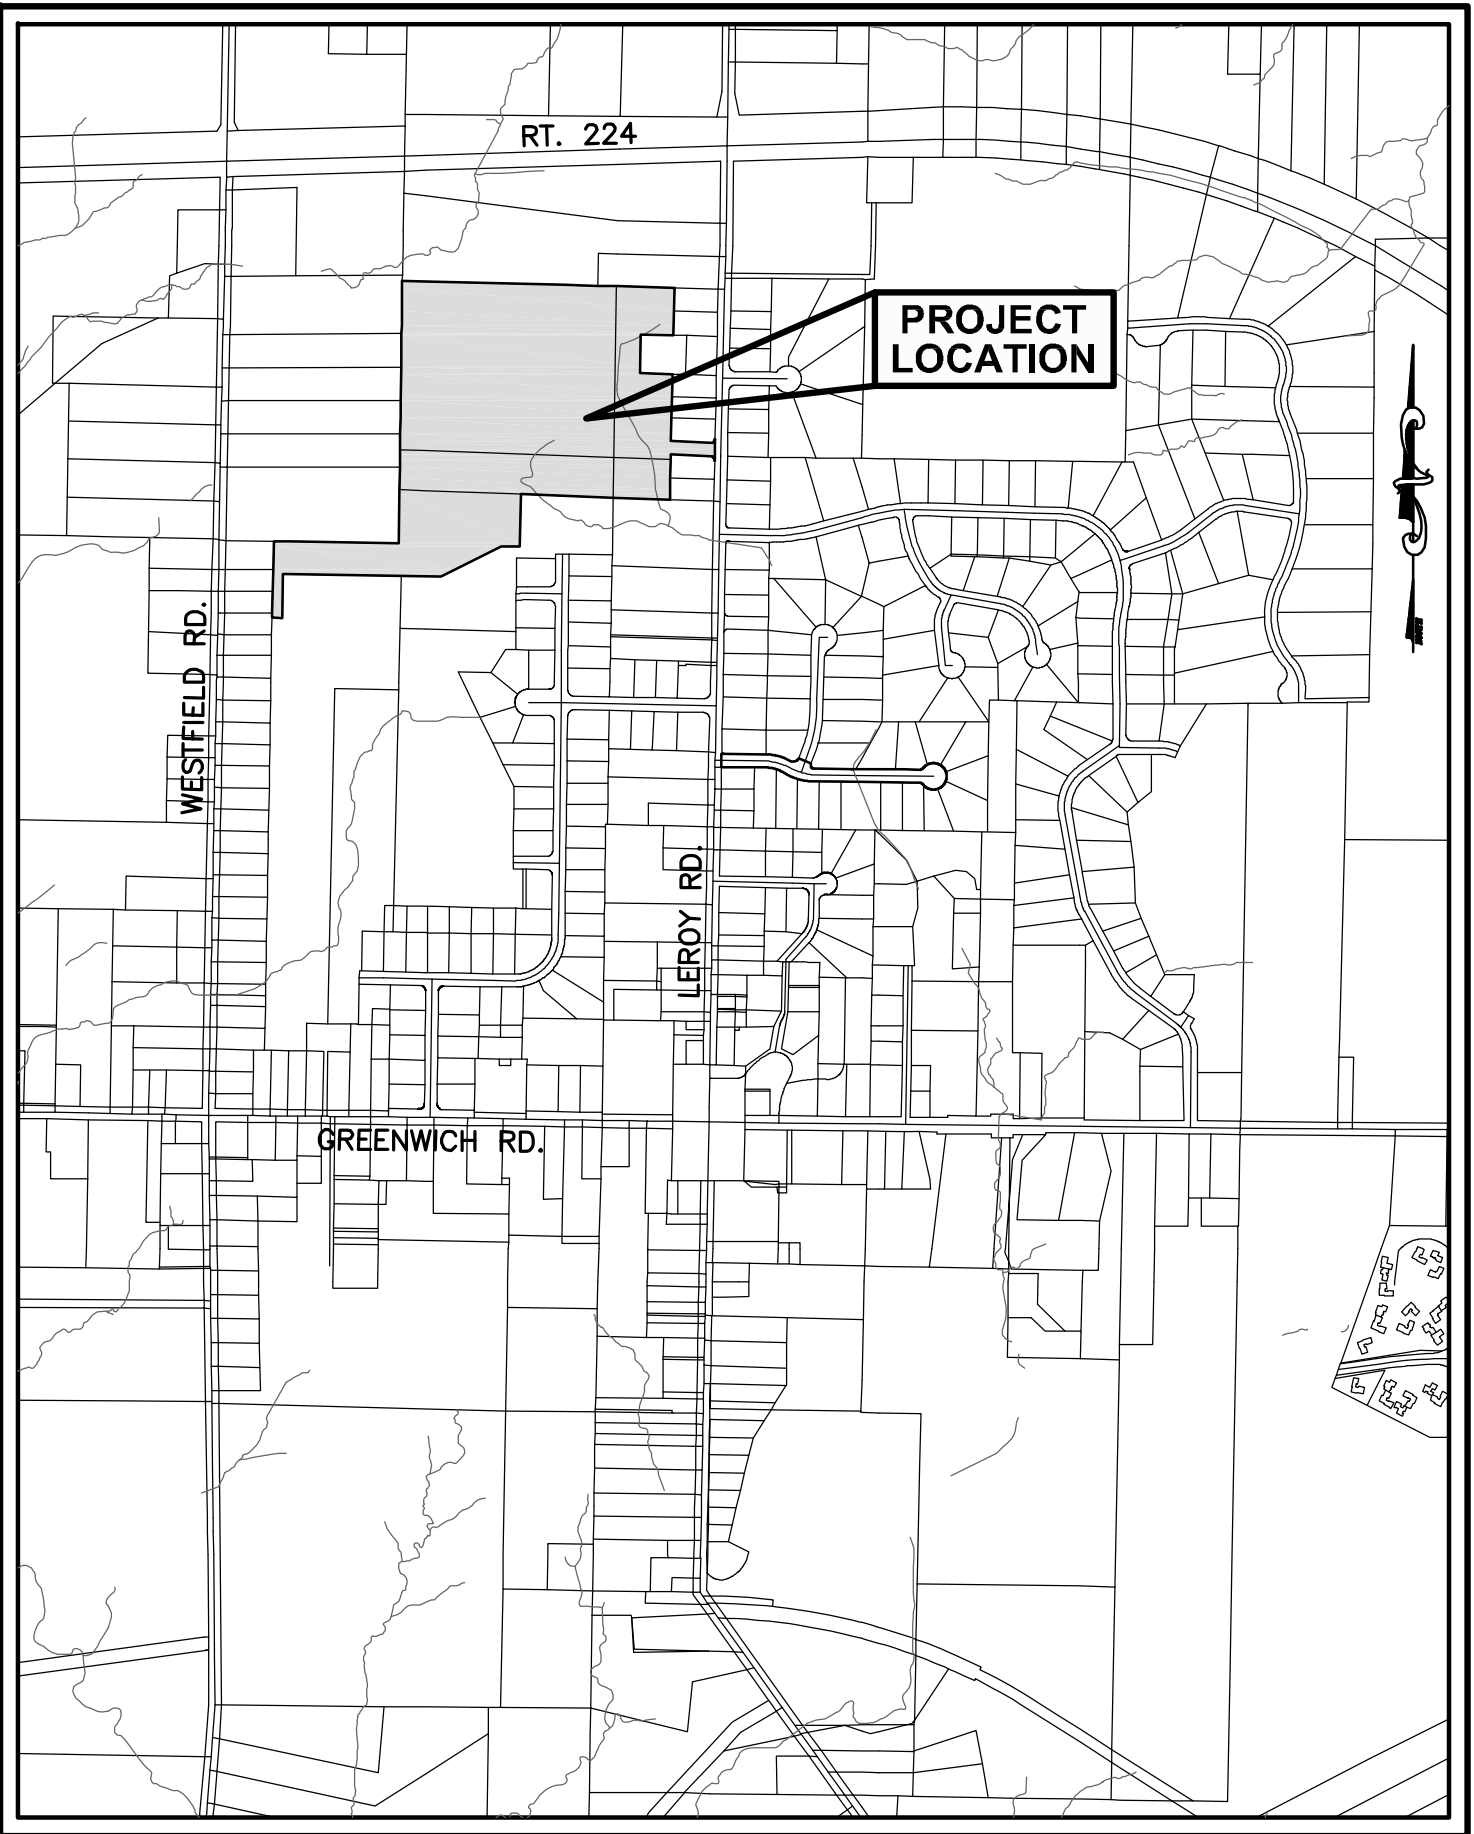 RT. 224
PROJECT
LOCATION
WESTFIELD RD.
LEROY RD.
GREENWICH RD.